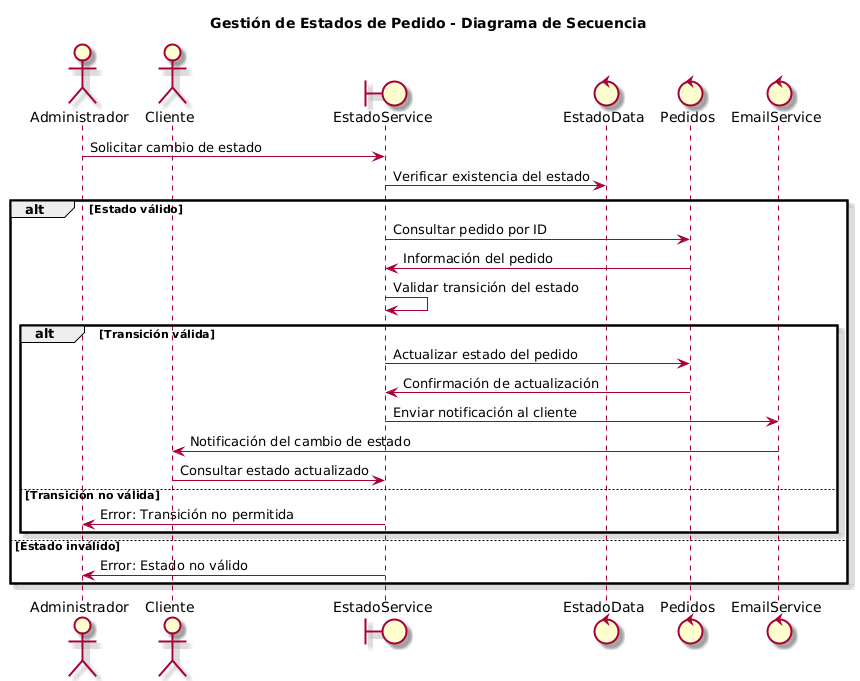 Gestión de Estados de Pedido - Diagrama de Secuencia
Administrador Cliente EstadoService EstadoData Pedidos EmailService
Solicitar cambio de estado
Verificar existencia del estado
alt [Estado válido]
Consultar pedido por ID
Información del pedido
Validar transición del estado
alt [Transición válida]
Actualizar estado del pedido
Confirmación de actualización
Enviar notificación al cliente
Notificación del cambio de estado
Consultar estado actualizado
[Transición no válida]
Error: Transición no permitida
[Estado inválido]
Error: Estado no válido
Administrador Cliente EstadoService EstadoData Pedidos EmailService